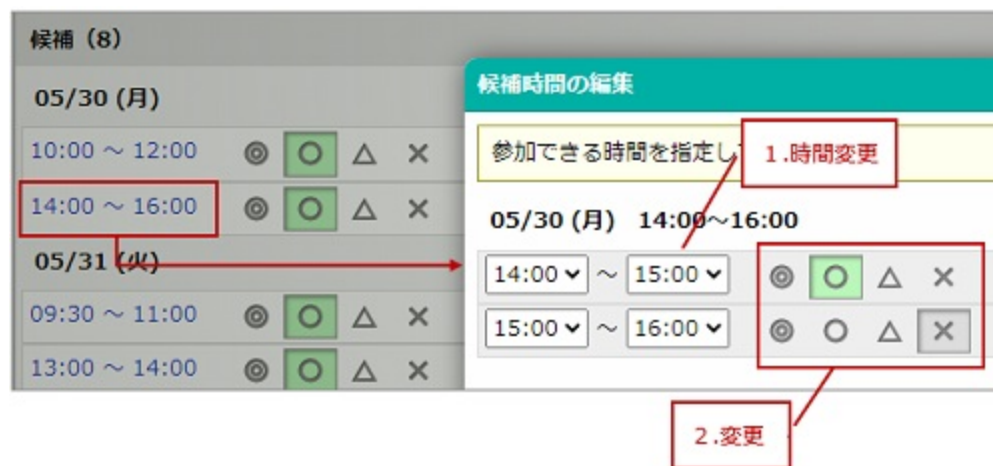 候補（8）
05/30 (月)
10:00 ～ 12:00 ◎ ○ △ ×
14:00 ～ 16:00 ◎ ○ △ ×
05/31 (火)
09:30 ～ 11:00 ◎ ○ △ ×
13:00 ～ 14:00 ◎ ○ △ ×
候補時間の編集
参加できる時間を指定し
1.時間変更
05/30 (月) 14:00～16:00
14:00 ～ 15:00 ◎ ○ △ ×
15:00 ～ 16:00 ◎ ○ △ ×
2.変更